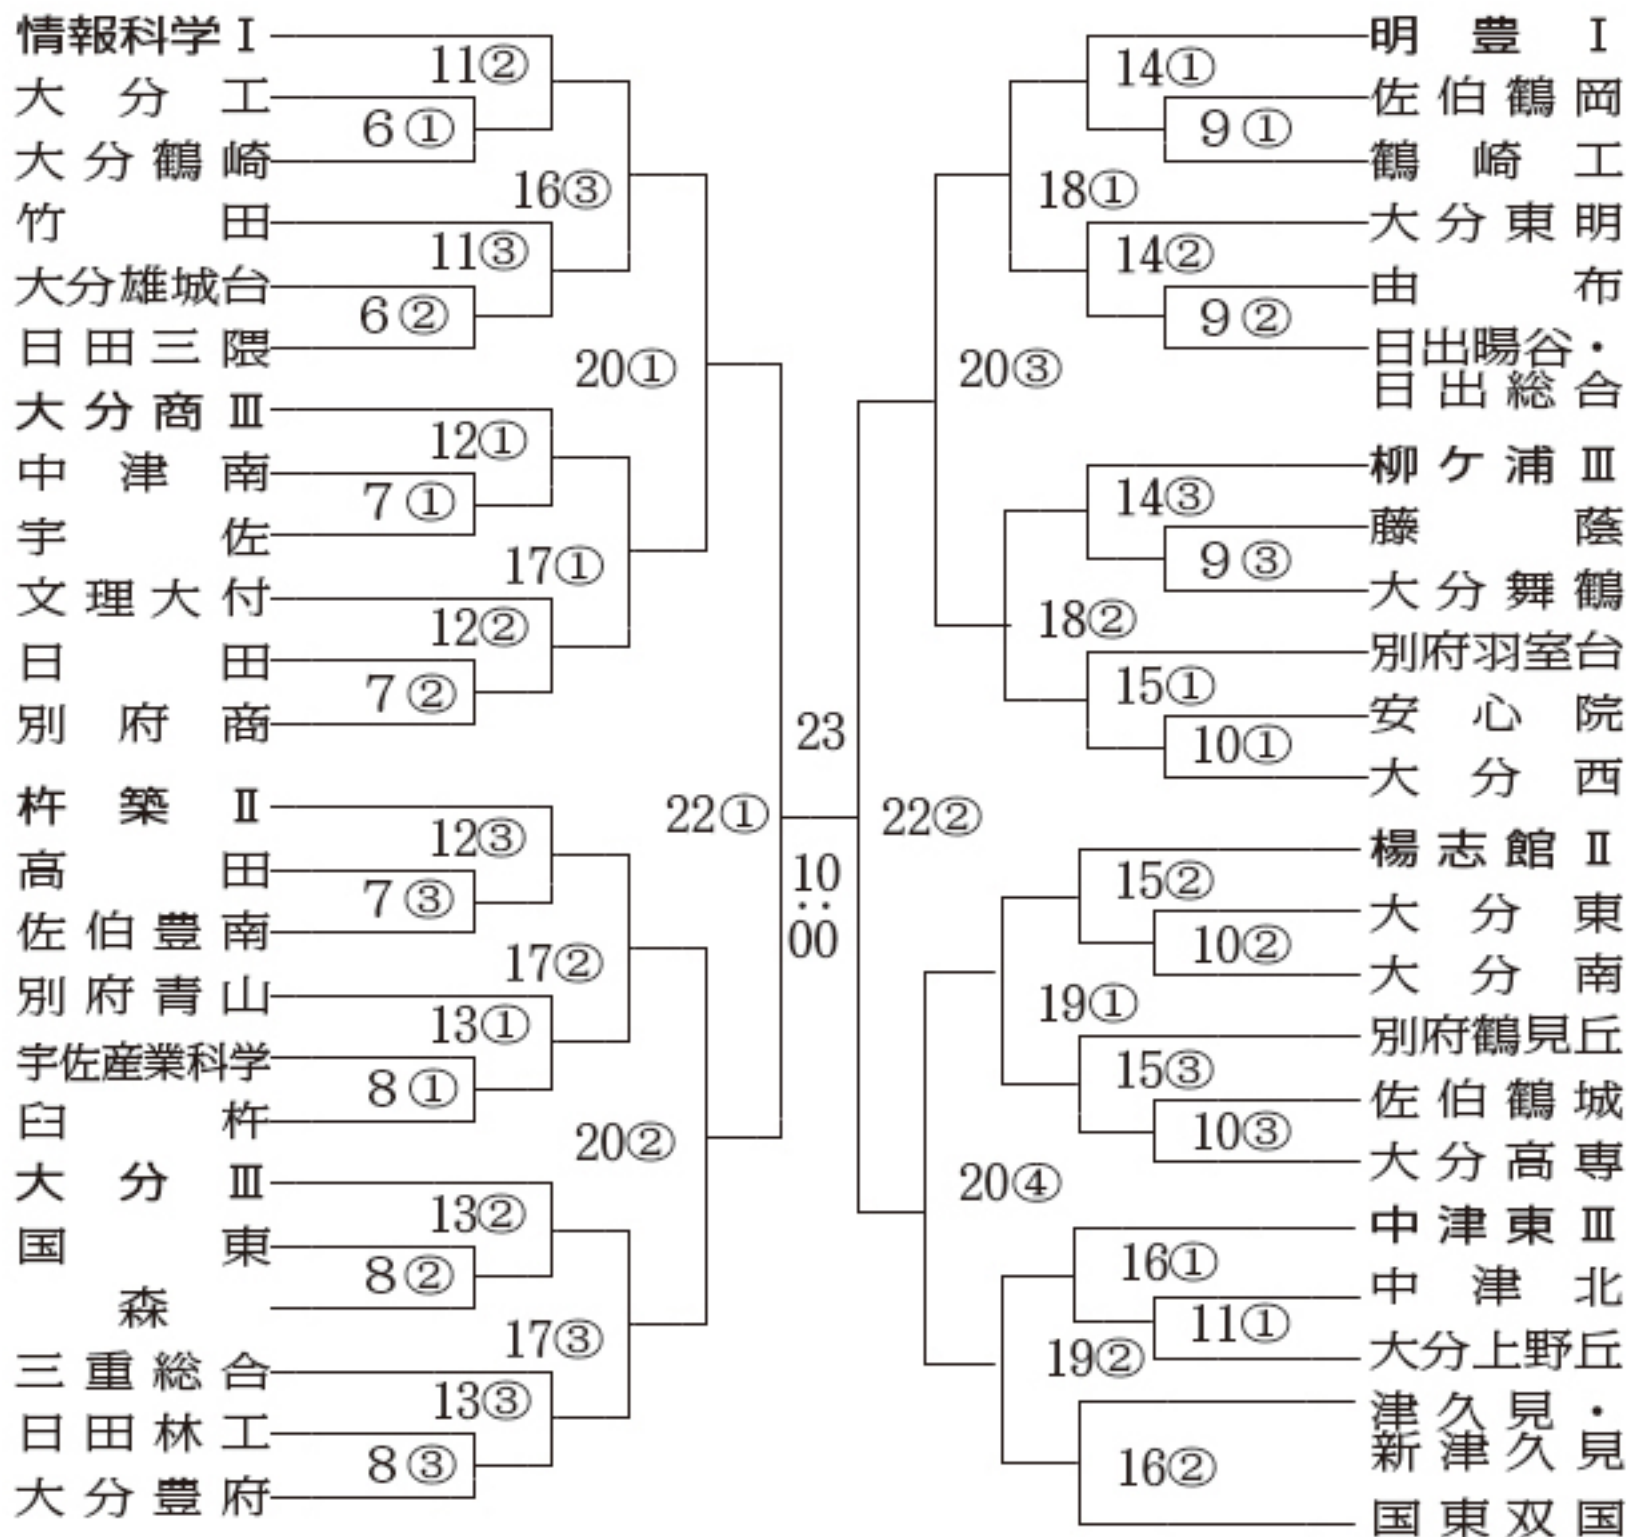 情報科学Ⅰ
大分工
大分鶴崎
竹田
大分雄城台
日田三隈
大分商Ⅲ
中津南
宇佐
文理大付
日田
別府商
杵築Ⅱ
高田
佐伯豊南
別府青山
宇佐産業科学
臼杵
大分Ⅲ
国東
森
三重総合
日田林工
大分豊府
11②
6①
16③
11③
6②
20①
12①
7①
17①
12②
7②
22①
12③
7③
17②
13①
8①
20②
13②
8②
17③
13③
8③
23
10:00
22②
14①
9①
18①
14②
9②
20③
14③
9③
18②
15①
10①
15②
10②
19①
15③
10③
20④
16①
11①
19②
16②
明豊Ⅰ
佐伯鶴岡
鶴崎工
大分東明
由布
日出暘谷・
日出総合
柳ケ浦Ⅲ
藤蔭
大分舞鶴
別府羽室台
安心院
大分西
楊志館Ⅱ
大分東
大分南
別府鶴見丘
佐伯鶴城
大分高専
中津東Ⅲ
中津北
大分上野丘
津久見・
新津久見
国東双国